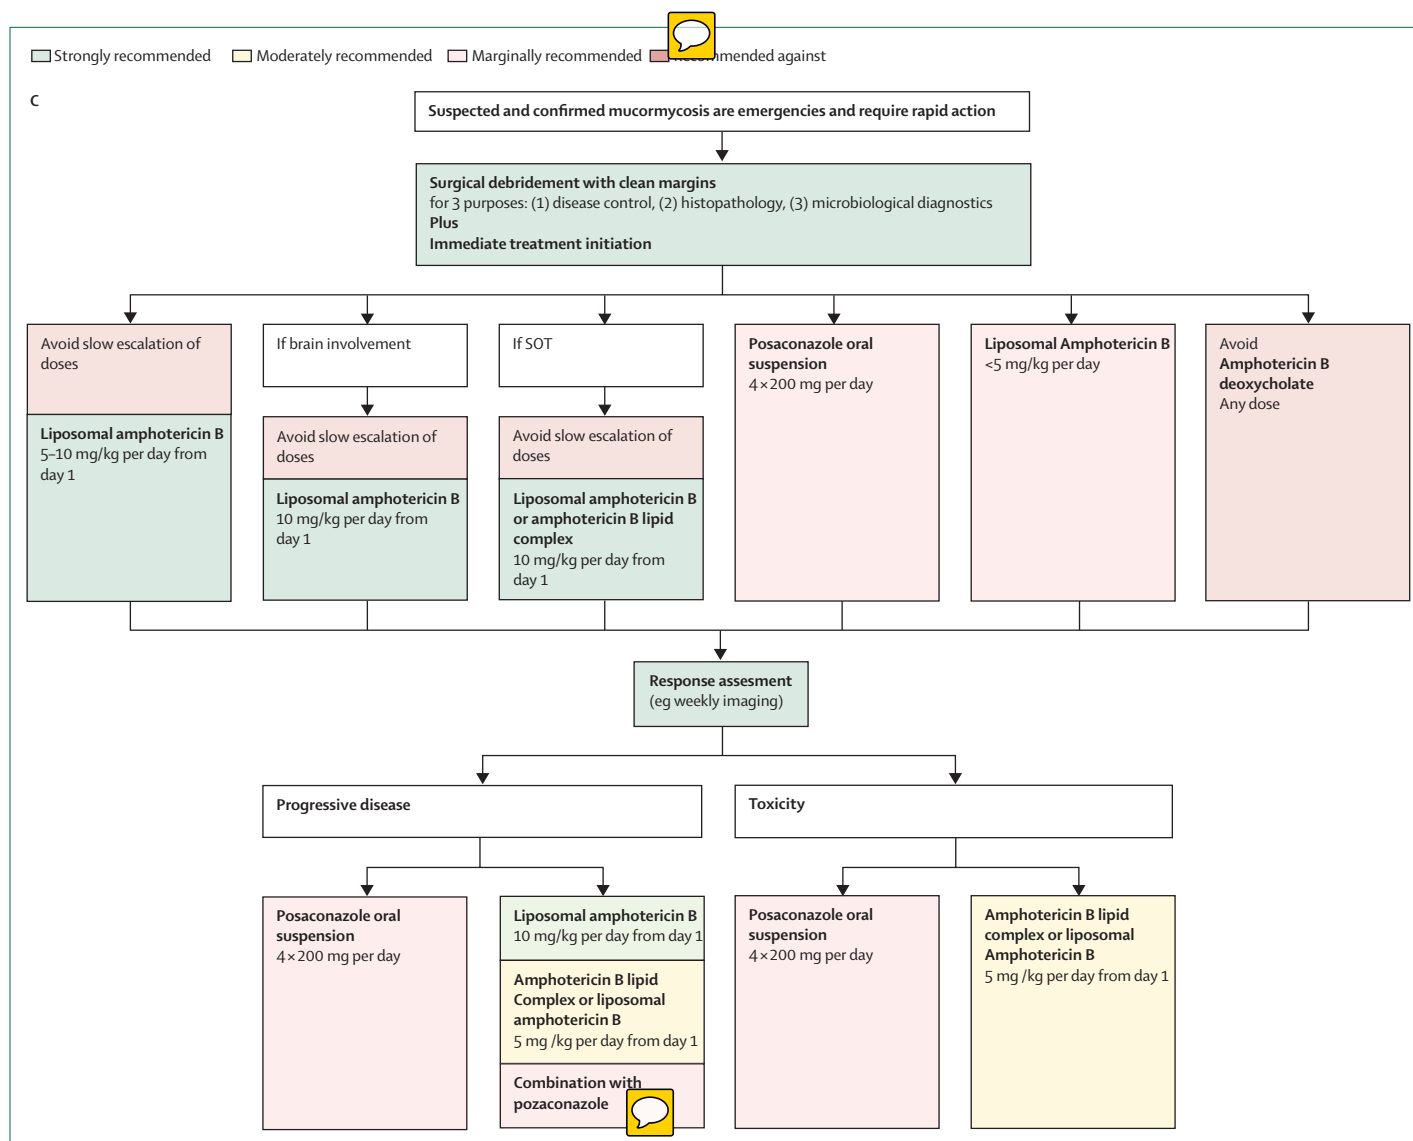 Strongly recommended Moderately recommended Marginally recommended Recommended against
C
Suspected and confirmed mucormycosis are emergencies and require rapid action
Surgical debridement with clean margins
for 3 purposes: (1) disease control, (2) histopathology, (3) microbiological diagnostics
Plus
Immediate treatment initiation
Avoid slow escalation of
doses
Liposomal amphotericin B
5–10 mg/kg per day from
day 1
If brain involvement
Avoid slow escalation of
doses
Liposomal amphotericin B
10 mg/kg per day from
day 1
If SOT
Avoid slow escalation of
doses
Liposomal amphotericin B
or amphotericin B lipid
complex
10 mg/kg per day from
day 1
Posaconazole oral
suspension
4×200 mg per day
Liposomal Amphotericin B
<5 mg/kg per day
Avoid
Amphotericin B
deoxycholate
Any dose
Response assesment
(eg weekly imaging)
Progressive disease
Toxicity
Posaconazole oral
suspension
4×200 mg per day
Liposomal amphotericin B
10 mg/kg per day from day 1
Amphotericin B lipid
Complex or liposomal
amphotericin B
5 mg /kg per day from day 1
Combination with
pozaconazole
Posaconazole oral
suspension
4×200 mg per day
Amphotericin B lipid
complex or liposomal
Amphotericin B
5 mg /kg per day from day 1